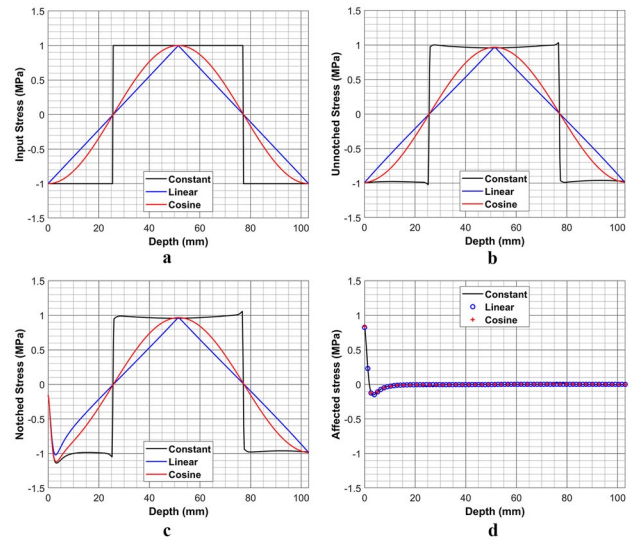 1.5
1
0.5
0
-0.5
-1
-1.5
Input Stress (MPa)
Constant
Linear
Cosine
0 20 40 60 80 100
Depth (mm)
a
1.5
1
0.5
0
-0.5
-1
-1.5
Unnotched Stress (MPa)
Constant
Linear
Cosine
0 20 40 60 80 100
Depth (mm)
b
1.5
1
0.5
0
-0.5
-1
-1.5
Notched Stress (MPa)
Constant
Linear
Cosine
0 20 40 60 80 100
Depth (mm)
c
1.5
1
0.5
0
-0.5
-1
-1.5
Affected stress (MPa)
Constant
Linear
Cosine
0 20 40 60 80 100
Depth (mm)
d